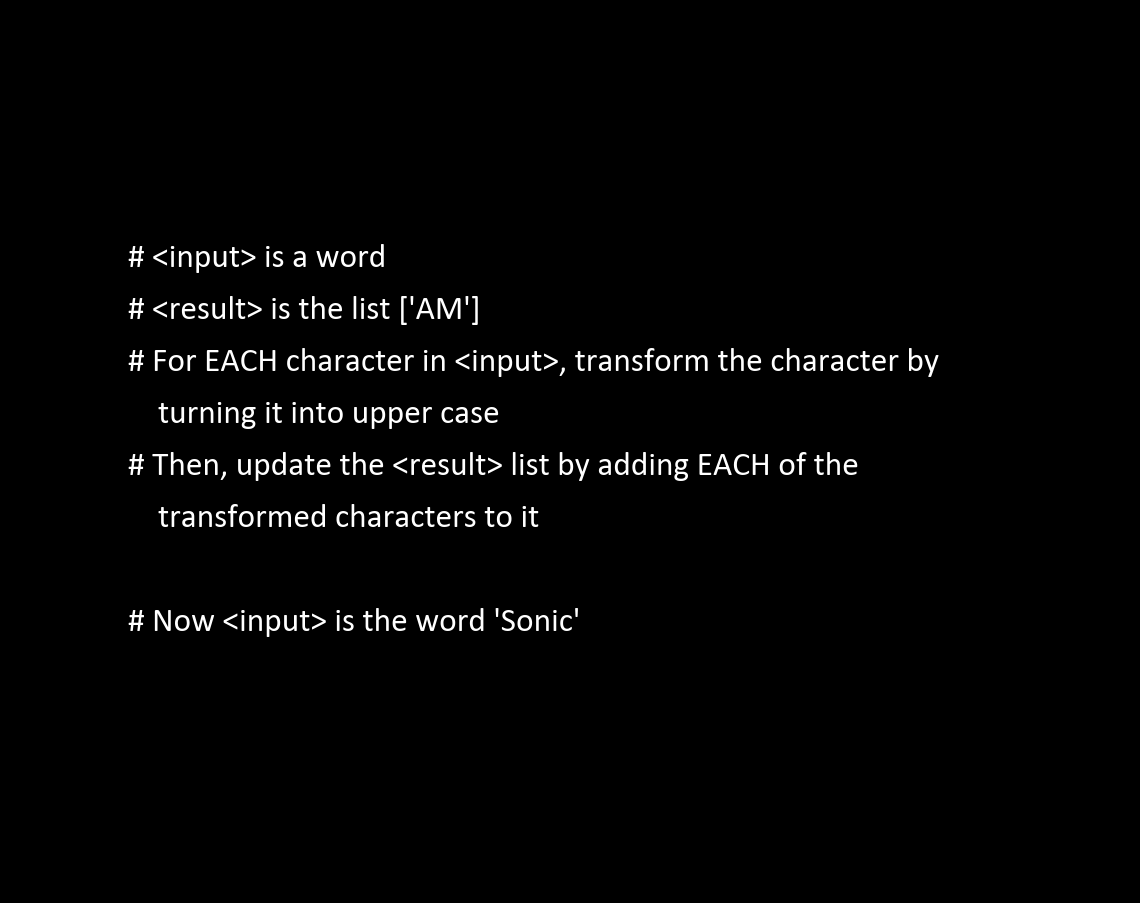 # <input> is a word
# <result> is the list ['AM']
# For EACH character in <input>, transform the character by
turning it into upper case
# Then, update the <result> list by adding EACH of the
transformed characters to it
# Now <input> is the word 'Sonic'